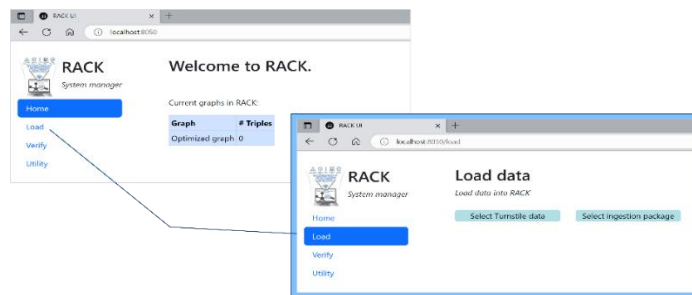 RACK UI
localhost:8050
RACK
System manager
Home
Load
Verify
Utility
Welcome to RACK.
Current graphs in RACK:
Graph # Triples
Optimized graph 0
RACK UI
localhost:8050/load
RACK
System manager
Home
Load
Verify
Utility
Load data
Load data into RACK
Select Turnstile data Select ingestion package